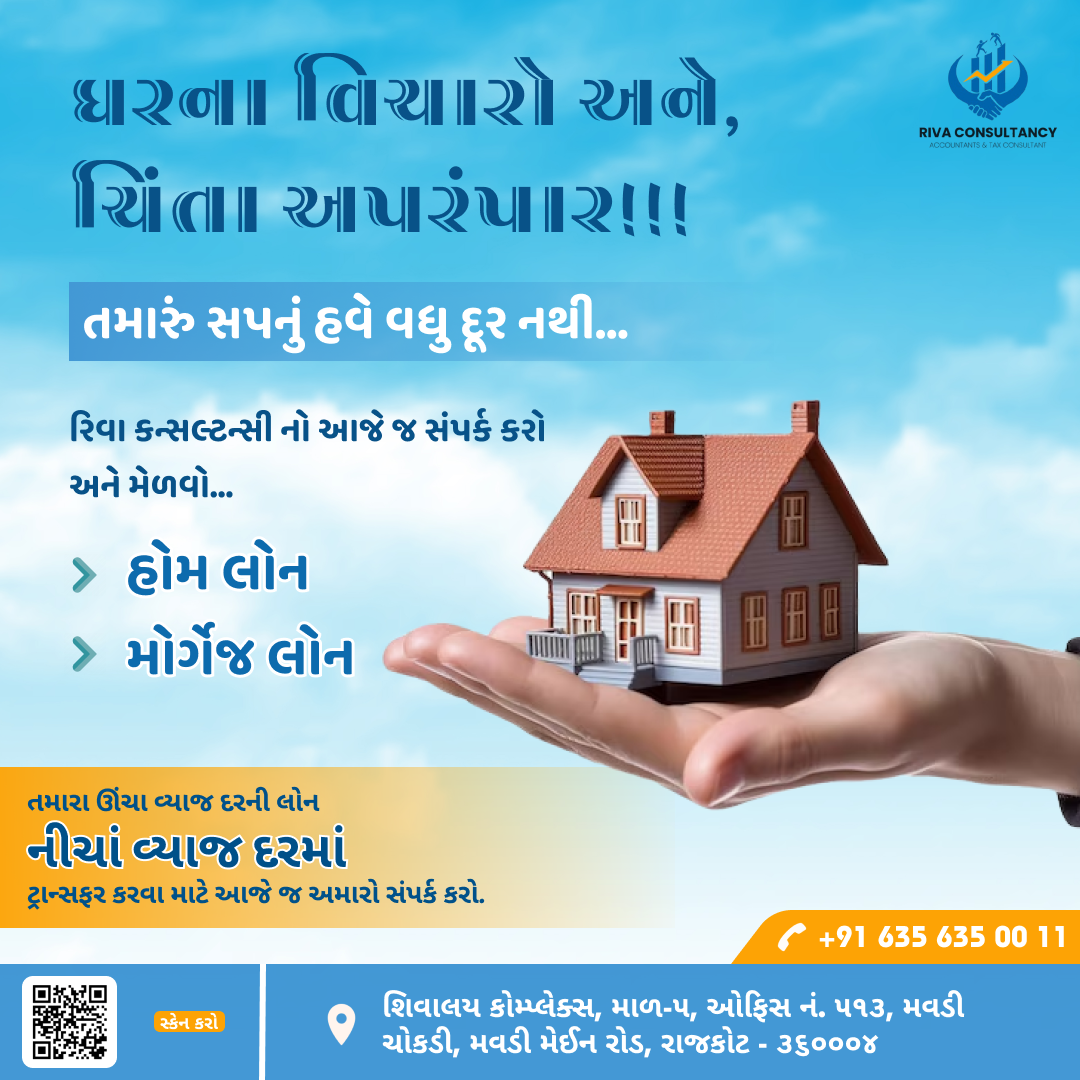 RIVA CONSULTANCY
ACCOUNTANTS & TAX CONSULTANT
ઘરના વિચારો અને,
ચિંતા અપરંપાર!!!
તમારું સપનું હવે વધુ દૂર નથી...
રિવા કન્સલ્ટન્સી નો આજે જ સંપર્ક કરો
અને મેળવો...
હોમ લોન
મોર્ગેજ લોન
તમારા ઊંચા વ્યાજ દરની લોન
નીચાં વ્યાજ દરમાં
ટ્રાન્સફર કરવા માટે આજે જ અમારો સંપર્ક કરો.
+91 635 635 00 11
સ્કેન કરો
શિવાલય કોમ્પ્લેક્સ, માળ-૫, ઓફિસ નં. ૫૧૩, મવડી
ચોકડી, મવડી મેઈન રોડ, રાજકોટ - ૩૬૦૦૦૪